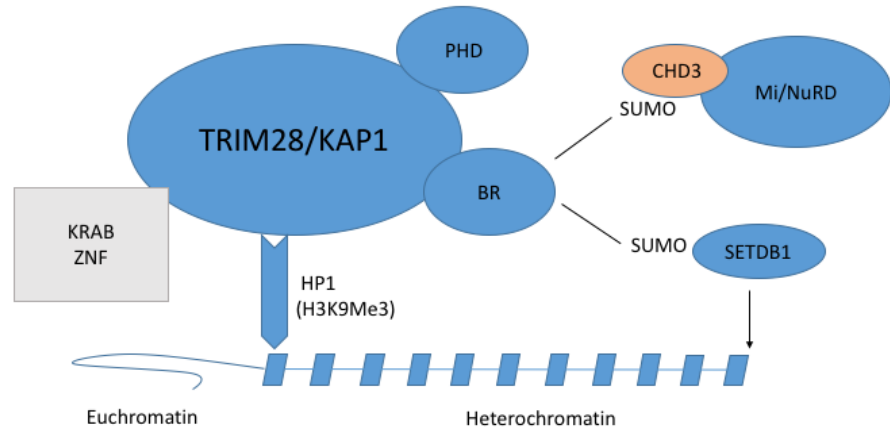 PHD
CHD3
Mi/NuRD
SUMO
TRIM28/KAP1
BR
KRAB
ZNF
SUMO
SETDB1
HP1
(H3K9Me3)
Euchromatin
Heterochromatin